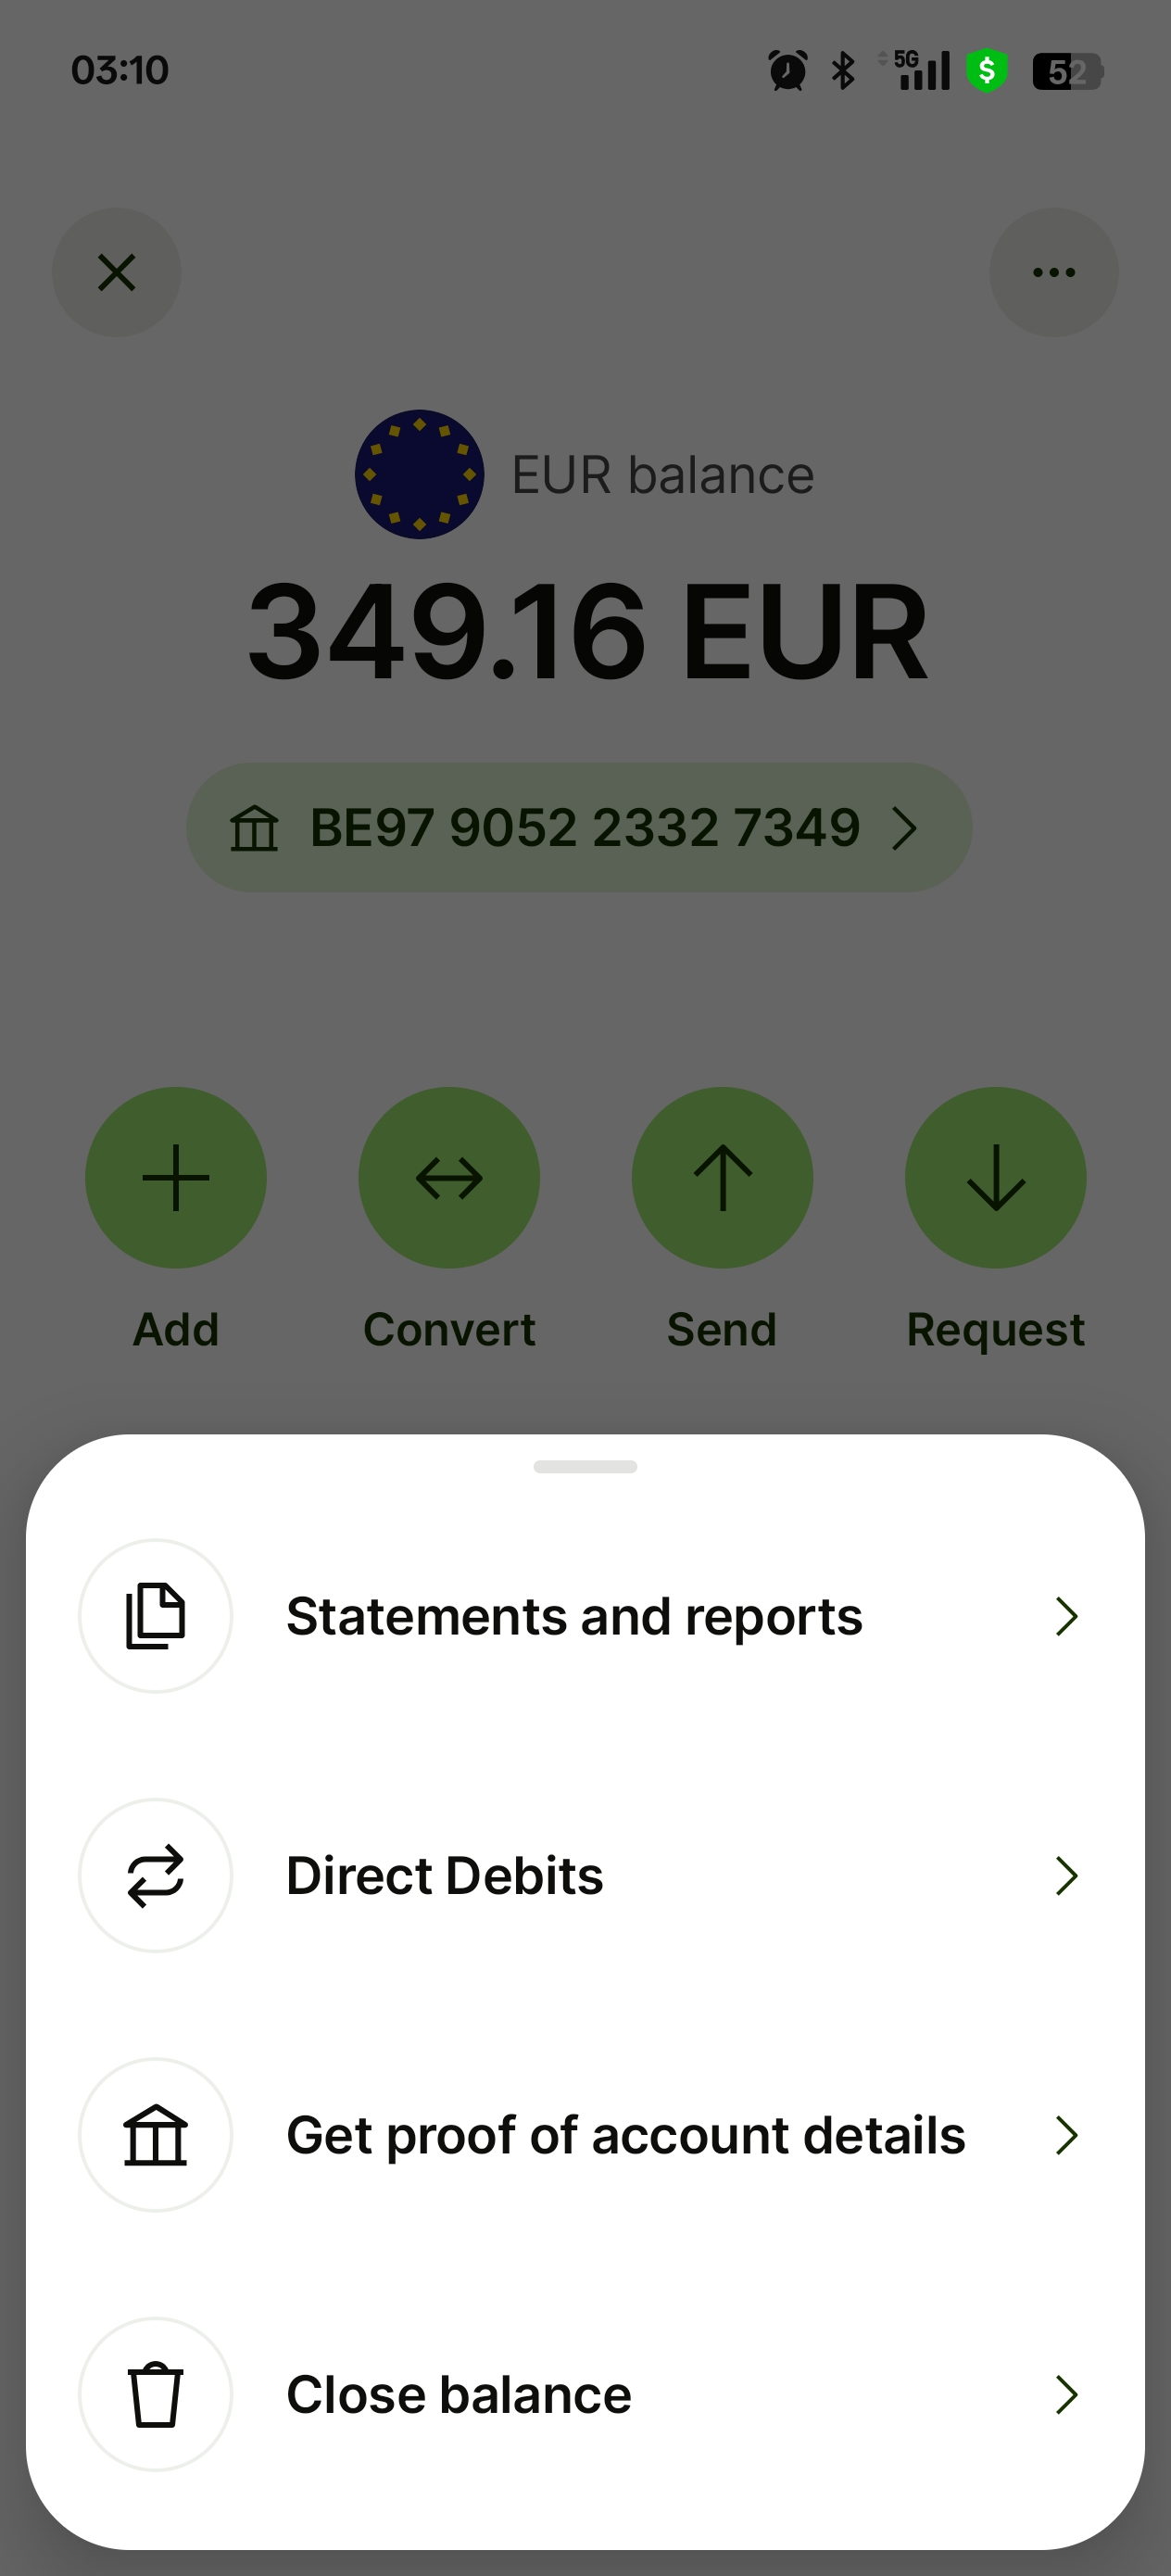 03:10
5G
$
52
EUR balance
349.16 EUR
BE97 9052 2332 7349
Add
Convert
Send
Request
Statements and reports
Direct Debits
Get proof of account details
Close balance